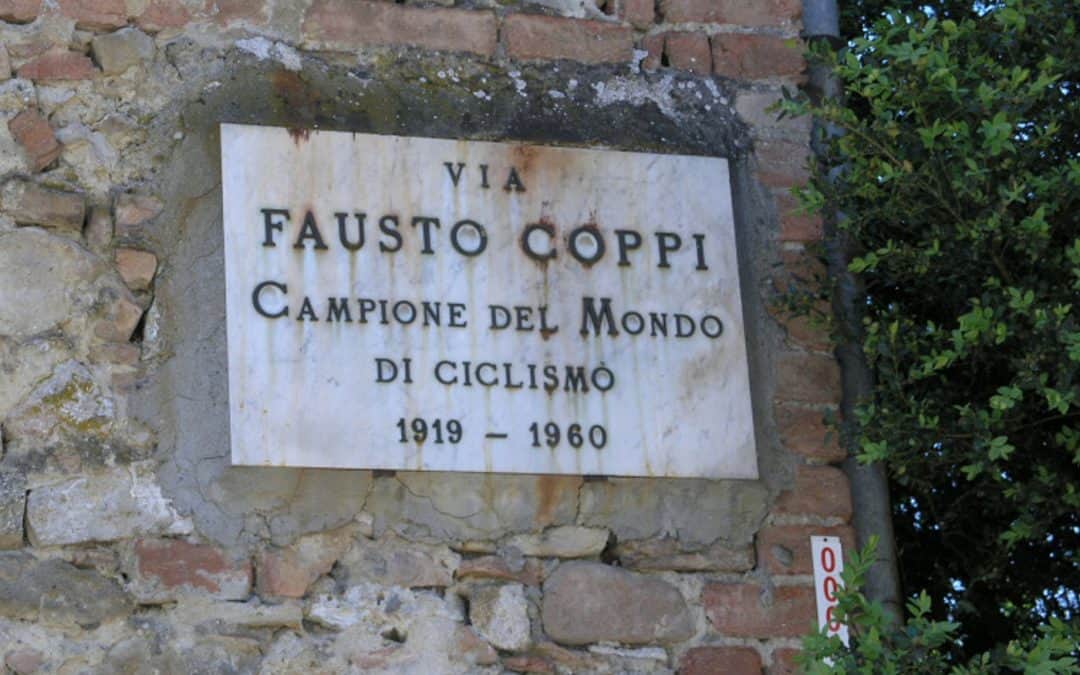 VIA
FAUSTO COPPI
CAMPIONE DEL MONDO
DI CICLISMO
1919 – 1960